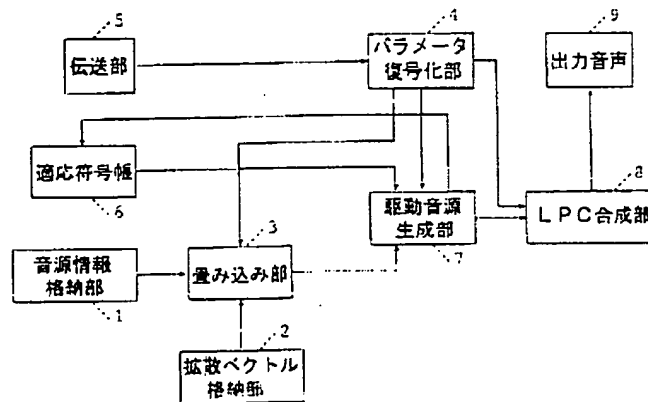 5
伝送部
4
パラメータ
復号化部
9
出力音声
適応符号帳
6
駆動音源
生成部
7
8
LPC合成部
音源情報
格納部
1
3
畳み込み部
2
拡散ベクトル
格納部